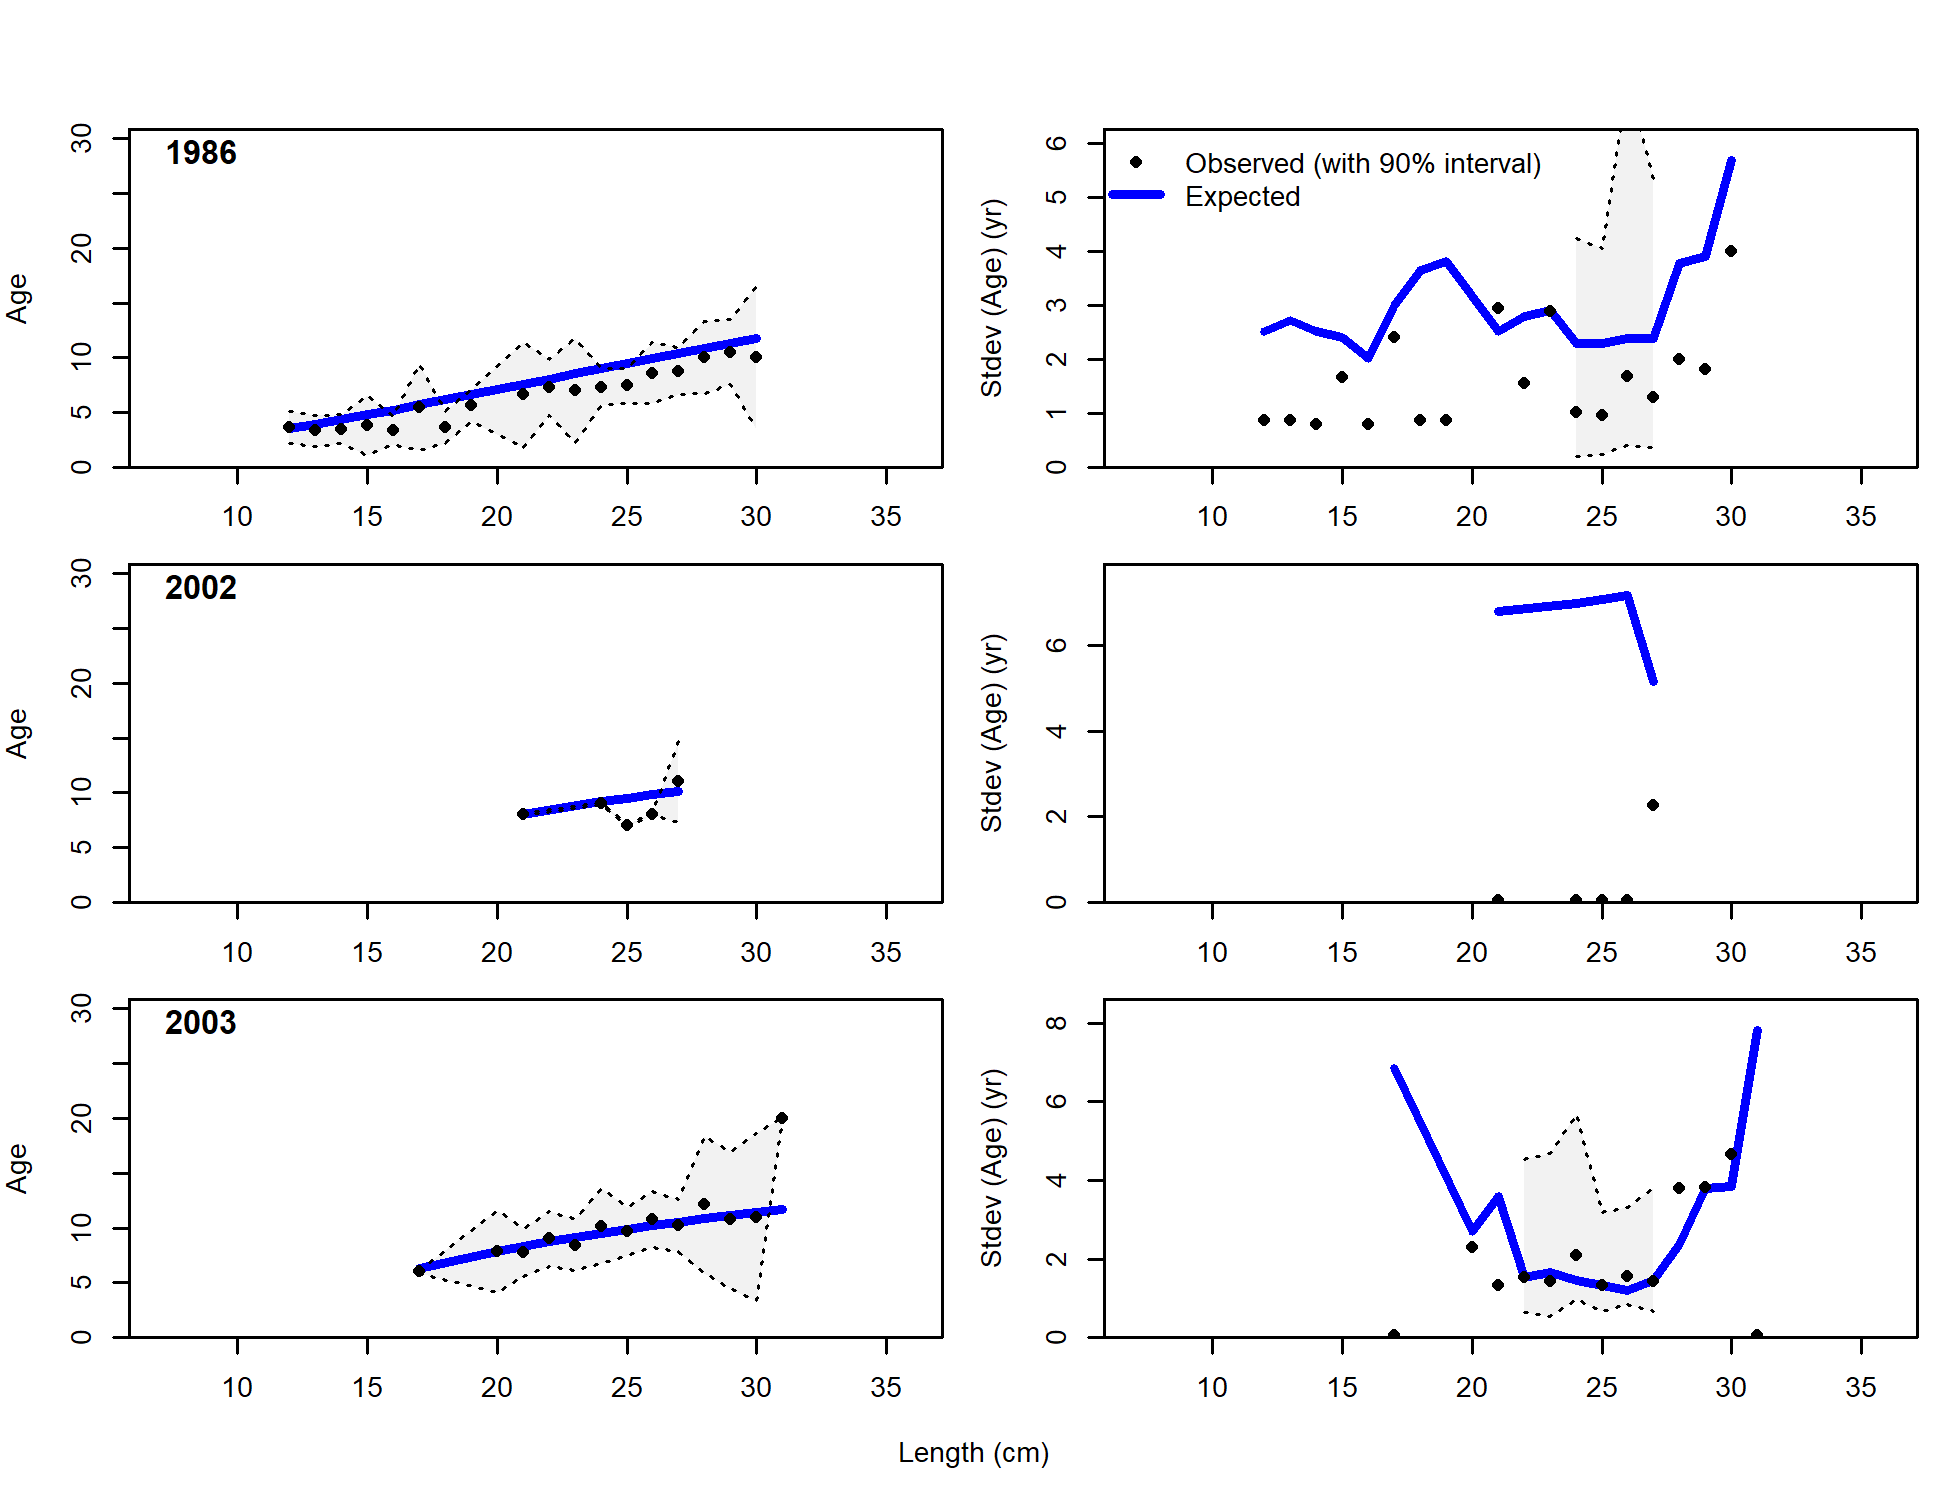 1986
Age
0 5 10 20 30
10 15 20 25 30 35
Stdev (Age) (yr)
0 1 2 3 4 5 6
Observed (with 90% interval)
Expected
10 15 20 25 30 35
2002
Age
0 5 10 20 30
10 15 20 25 30 35
Stdev (Age) (yr)
0 2 4 6
10 15 20 25 30 35
2003
Age
0 5 10 20 30
10 15 20 25 30 35
Stdev (Age) (yr)
0 2 4 6 8
10 15 20 25 30 35
Length (cm)